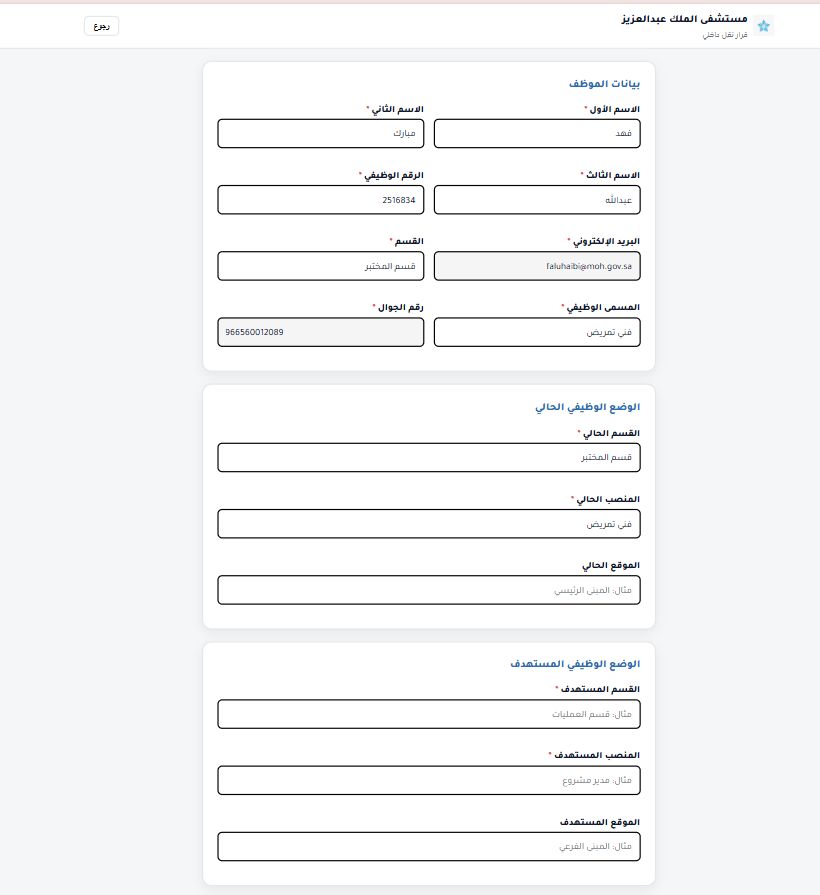 مستشفى الملك عبدالعزيز
قرار نقل داخلي
رجوع
بيانات الموظف
الاسم الأول *
الاسم الثاني *
فهد
مبارك
الاسم الثالث *
الرقم الوظيفي *
عبدالله
2516834
البريد الإلكتروني *
القسم *
faluhaibi@moh.gov.sa
قسم المختبر
المسمى الوظيفي *
رقم الجوال *
فني تمريض
966560012089
الوضع الوظيفي الحالي
القسم الحالي *
قسم المختبر
المنصب الحالي *
فني تمريض
الموقع الحالي
مثال: المبنى الرئيسي
الوضع الوظيفي المستهدف
القسم المستهدف *
مثال: قسم العمليات
المنصب المستهدف *
مثال: مدير مشروع
الموقع المستهدف
مثال: المبنى الفرعي